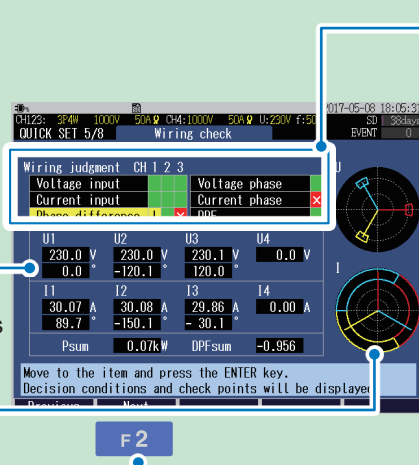 2017-05-08 18:05:31
CH123: 3P4W 1000V 50A CH4:1000V 50A U:230V f:50
SD 38days
QUICK SET 5/8 Wiring check EVENT 0
Wiring judgment CH 1 2 3
Voltage input Voltage phase
Current input Current phase
Phase difference ! DPF
U
U1 U2 U3 U4
230.0 V 230.0 V 230.1 V 0.0 V
0.0 ° -120.1 ° 120.0 °
I
I1 I2 I3 I4
30.07 A 30.08 A 29.86 A 0.00 A
89.7 ° -150.1 ° - 30.1 °
Psum 0.07kW DPFsum -0.956
Move to the item and press the ENTER key.
Decision conditions and check points will be displayed
Previous Next
F2
s